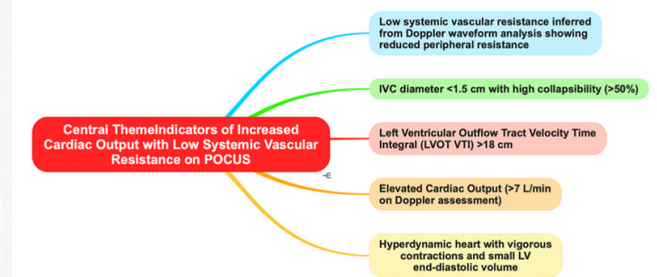 Low systemic vascular resistance inferred
from Doppler waveform analysis showing
reduced peripheral resistance
IVC diameter <1.5 cm with high collapsibility (>50%)
Central ThemeIndicators of Increased
Cardiac Output with Low Systemic Vascular
Resistance on POCUS
Left Ventricular Outflow Tract Velocity Time
Integral (LVOT VTI) >18 cm
Elevated Cardiac Output (>7 L/min
on Doppler assessment)
Hyperdynamic heart with vigorous
contractions and small LV
end-diastolic volume